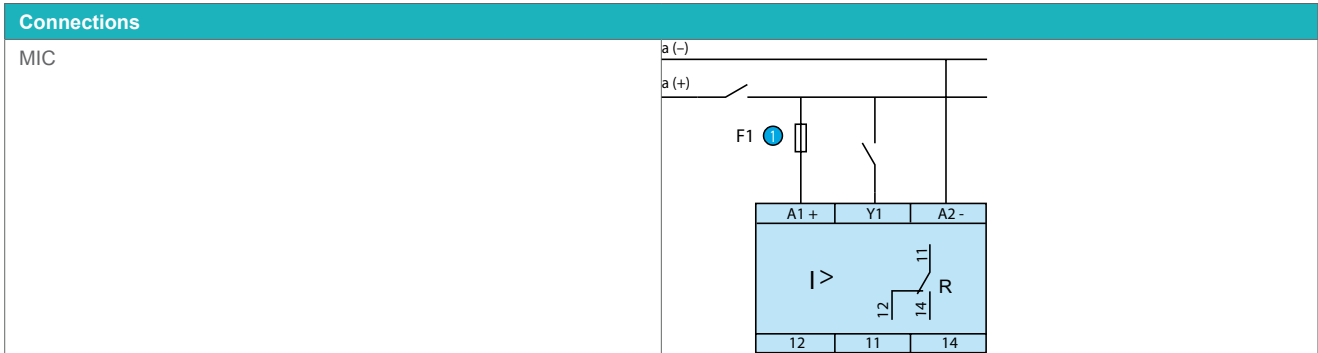 Connections
MIC
a (–)
a (+)
F1 1
A1 + Y1 A2 -
I >
11
R
12
14
12 11 14